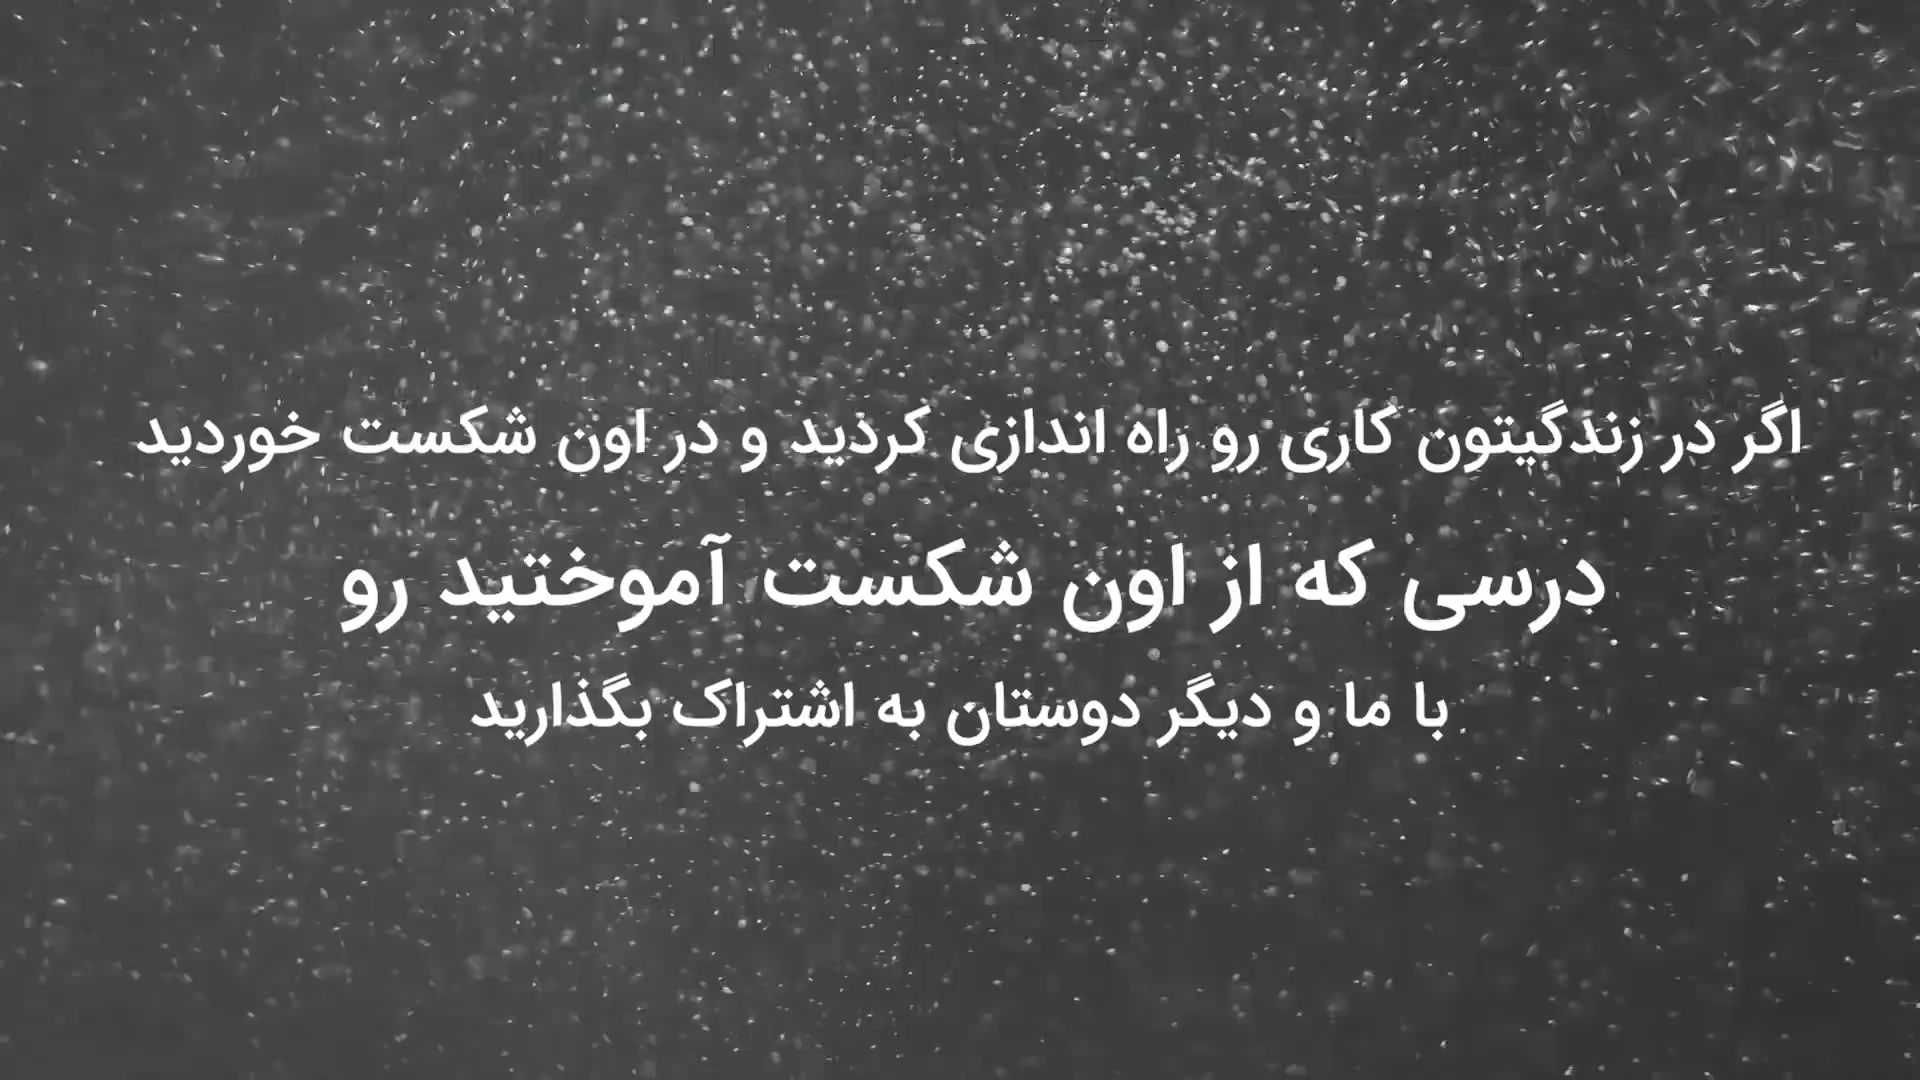 اگر در زندگیتون کاری رو راه اندازی کردید و در اون شکست خوردید
درسی که از اون شکست آموختید رو
با ما و دیگر دوستان به اشتراک بگذارید